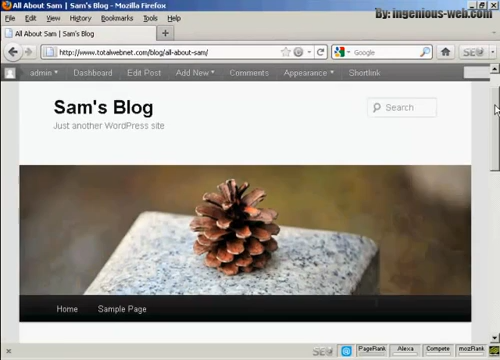 All About Sam | Sam's Blog - Mozilla Firefox
By: ingenious-web.com
File Edit View History Bookmarks Tools Help
All About Sam | Sam's Blog
http://www.totalwebnet.com/blog/all-about-sam/
Google
SEO
admin Dashboard Edit Post Add New Comments Appearance Shortlink
Sam's Blog
Just another WordPress site
Search
Home Sample Page
SEO PageRank Alexa Compete mozRank